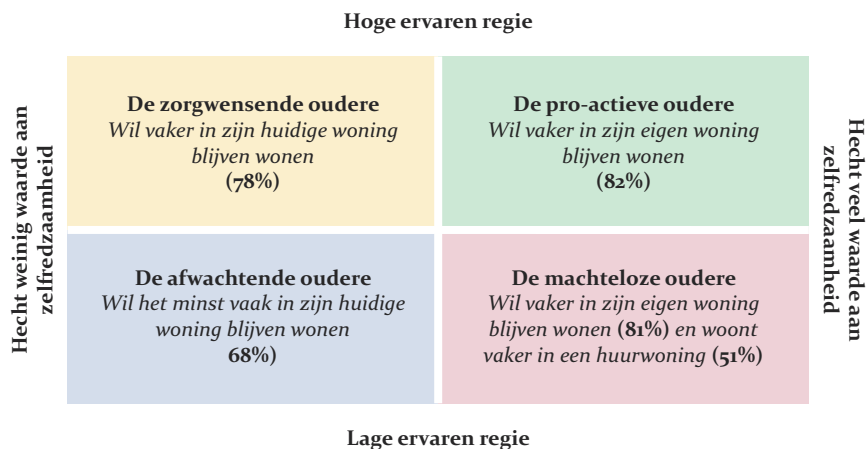 Hoge ervaren regie
Hecht weinig waarde aan
zelfredzaamheid
De zorgwensende oudere
Wil vaker in zijn huidige woning
blijven wonen
(78%)
De pro-actieve oudere
Wil vaker in zijn eigen woning
blijven wonen
(82%)
Hecht veel waarde aan
zelfredzaamheid
De afwachtende oudere
Wil het minst vaak in zijn huidige
woning blijven wonen
68%)
De machteloze oudere
Wil vaker in zijn eigen woning
blijven wonen (81%) en woont
vaker in een huurwoning (51%)
Lage ervaren regie